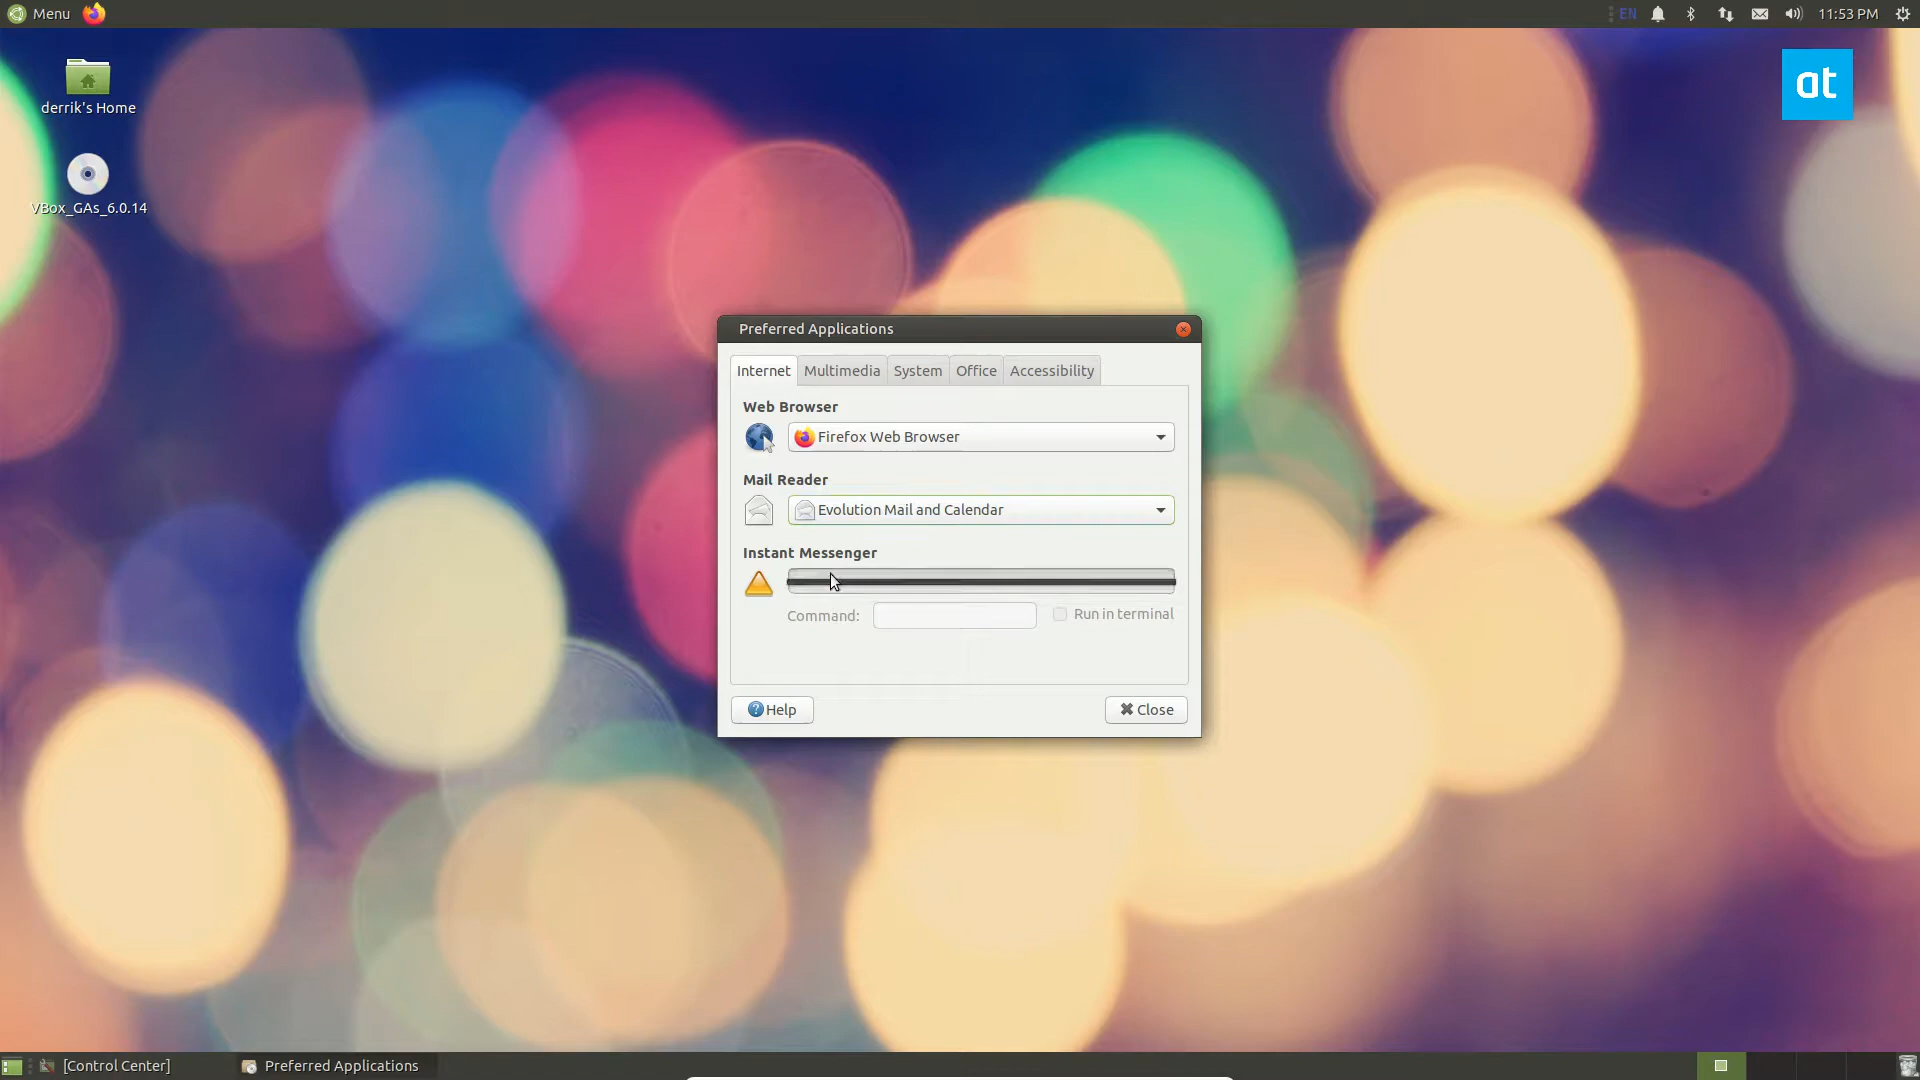 Menu
EN
11:53 PM
at
derrik's Home
VBox_GAs_6.0.14
Preferred Applications
Internet
Multimedia
System
Office
Accessibility
Web Browser
Firefox Web Browser
Mail Reader
Evolution Mail and Calendar
Instant Messenger
Command:
Run in terminal
Help
Close
[Control Center]
Preferred Applications